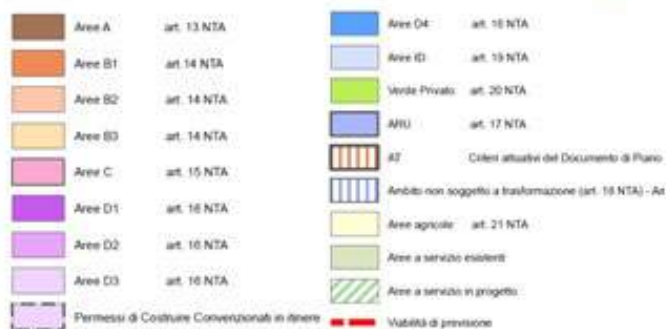 Aree A art. 13 NTA
Aree B1 art.14 NTA
Aree B2 art. 14 NTA
Aree B3 art. 14 NTA
Aree C art. 15 NTA
Aree D1 art. 16 NTA
Aree D2 art. 16 NTA
Aree D3 art. 16 NTA
Permessi di Costruire Convenzionati in itinere
Aree D4 art. 16 NTA
Aree ID art. 19 NTA
Verde Privato art. 20 NTA
ARU art. 17 NTA
AT Criteri attuativi del Documento di Piano
Ambito non soggetto a trasformazione (art. 18 NTA) - An
Aree agricole art. 21 NTA
Aree a servizio esistenti
Aree a servizio in progetto
Viabilità di previsione